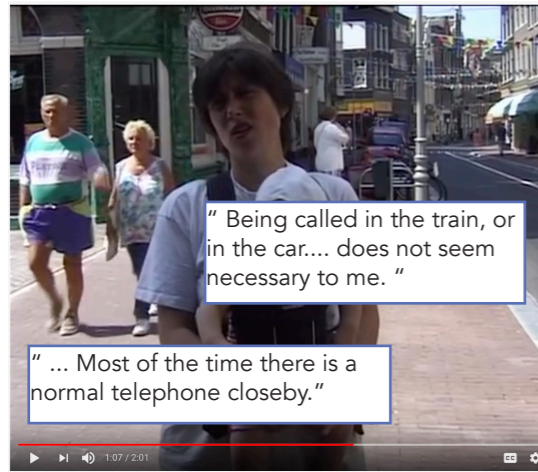 " Being called in the train, or
in the car.... does not seem
necessary to me. "
" ... Most of the time there is a
normal telephone closeby."
1:07 / 2:01
CC